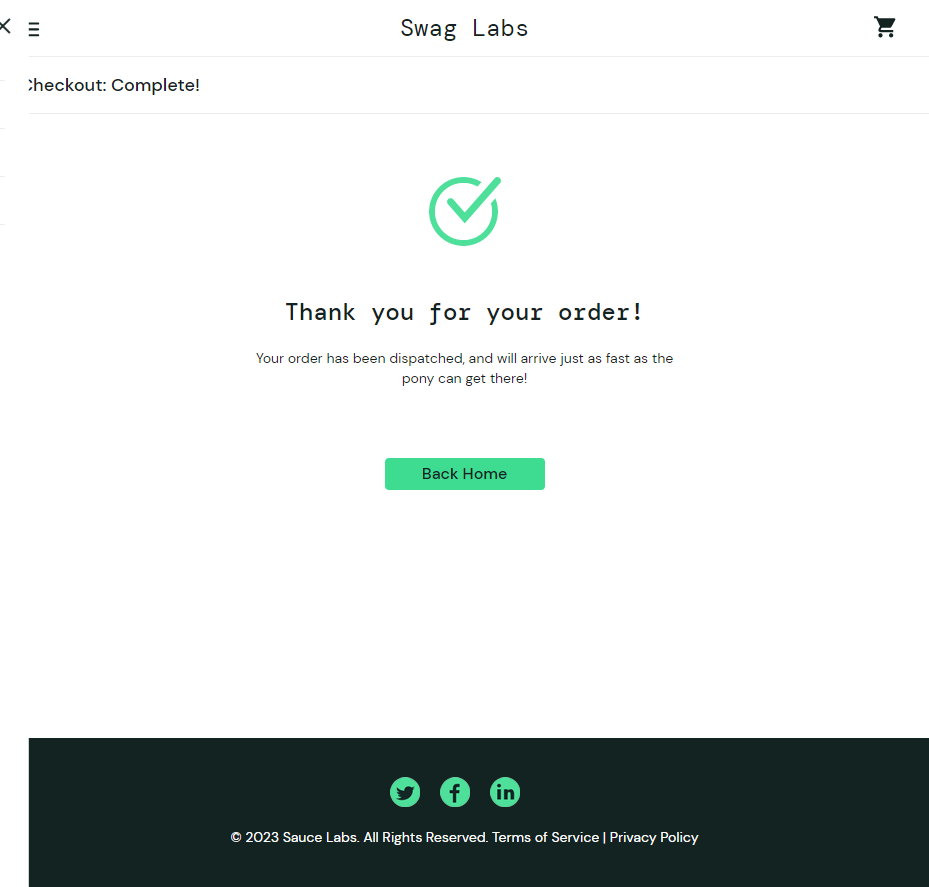 Swag Labs
Checkout: Complete!
Thank you for your order!
Your order has been dispatched, and will arrive just as fast as the
pony can get there!
Back Home
© 2023 Sauce Labs. All Rights Reserved. Terms of Service | Privacy Policy